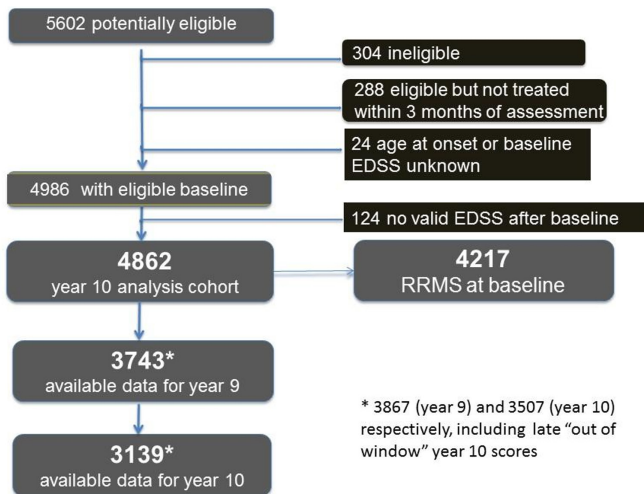 5602 potentially eligible
304 ineligible
288 eligible but not treated
within 3 months of assessment
24 age at onset or baseline
EDSS unknown
4986 with eligible baseline
124 no valid EDSS after baseline
4862
year 10 analysis cohort
4217
RRMS at baseline
3743*
available data for year 9
3139*
available data for year 10
* 3867 (year 9) and 3507 (year 10)
respectively, including late “out of
window” year 10 scores